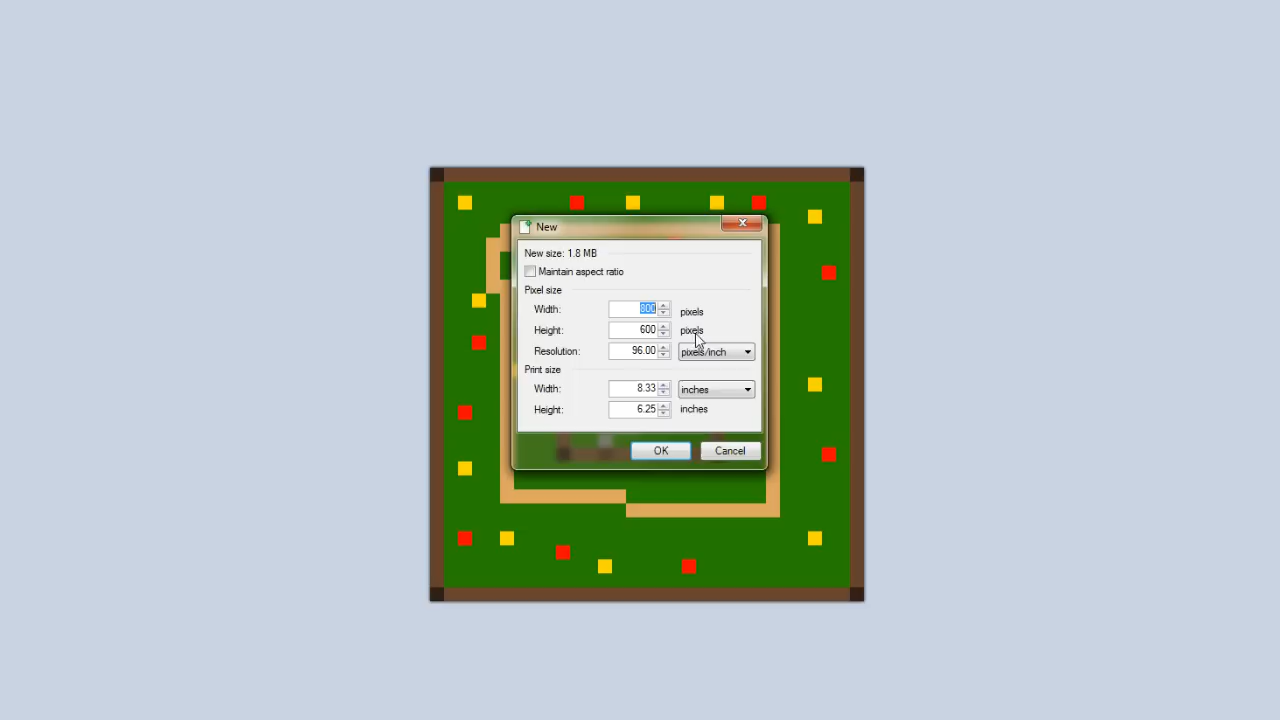 New
New size: 1.8 MB
Maintain aspect ratio
Pixel size
Width: 800 pixels
Height: 600 pixels
Resolution: 96.00 pixels/inch
Print size
Width: 8.33 inches
Height: 6.25 inches
OK Cancel